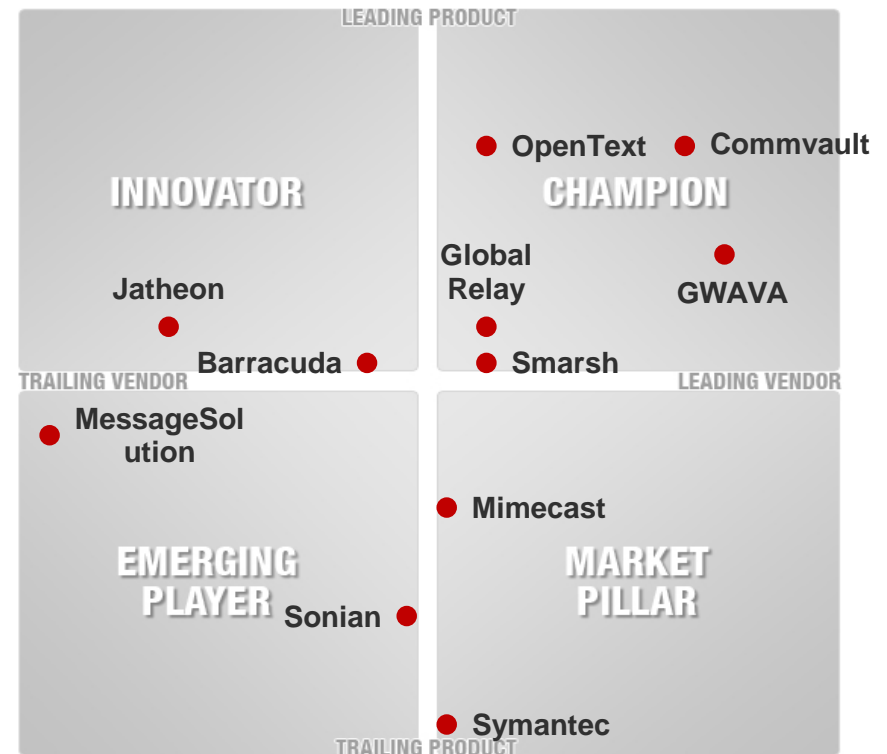 LEADING PRODUCT
OpenText
Commvault
INNOVATOR
CHAMPION
Global
Relay
GWAVA
Jatheon
Barracuda
Smarsh
TRAILING VENDOR
LEADING VENDOR
MessageSol
ution
Mimecast
EMERGING
PLAYER
MARKET
PILLAR
Sonian
Symantec
TRAILING PRODUCT